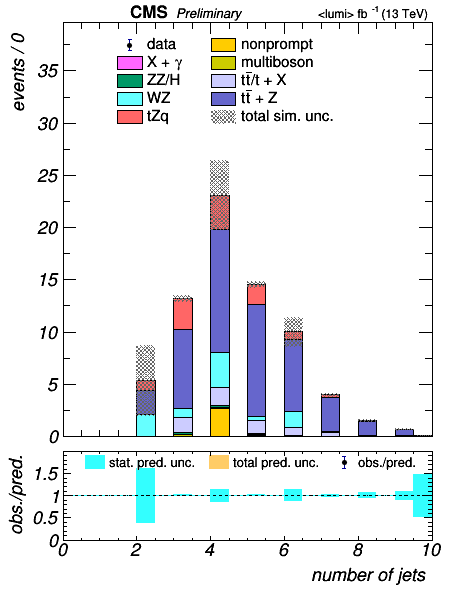 CMS Preliminary <lumi> fb⁻¹ (13 TeV)
events / 0
data
X + γ
ZZ/H
WZ
tZq
nonprompt
multiboson
tt̄/t + X
tt̄ + Z
total sim. unc.
35
30
25
20
15
10
5
0
obs./pred.
stat. pred. unc. total pred. unc. obs./pred.
1.5
1
0.5
0
0 2 4 6 8 10
number of jets